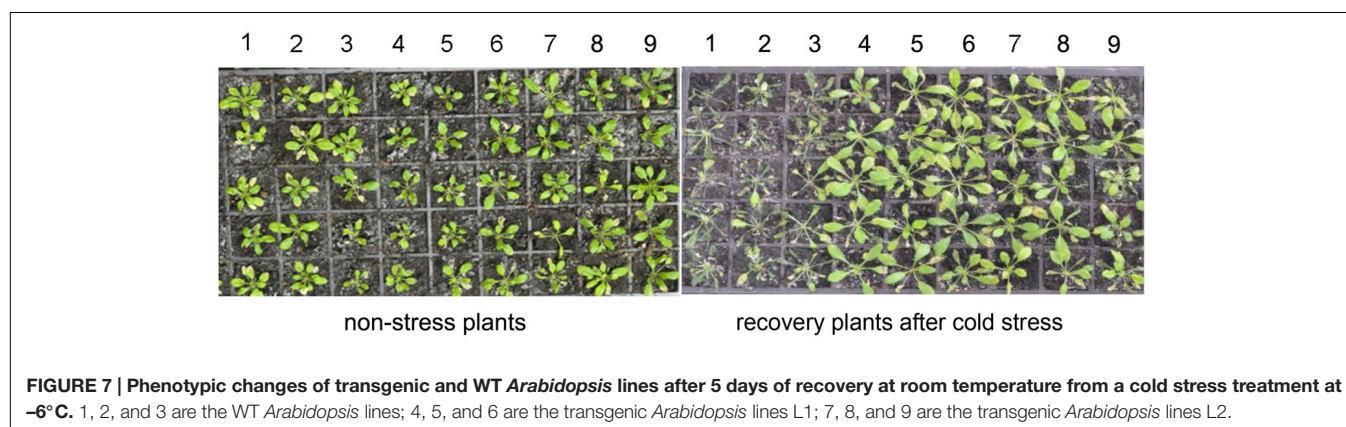 1 2 3 4 5 6 7 8 9 1 2 3 4 5 6 7 8 9
non-stress plants recovery plants after cold stress
FIGURE 7 | Phenotypic changes of transgenic and WT Arabidopsis lines after 5 days of recovery at room temperature from a cold stress treatment at
–6°C. 1, 2, and 3 are the WT Arabidopsis lines; 4, 5, and 6 are the transgenic Arabidopsis lines L1; 7, 8, and 9 are the transgenic Arabidopsis lines L2.